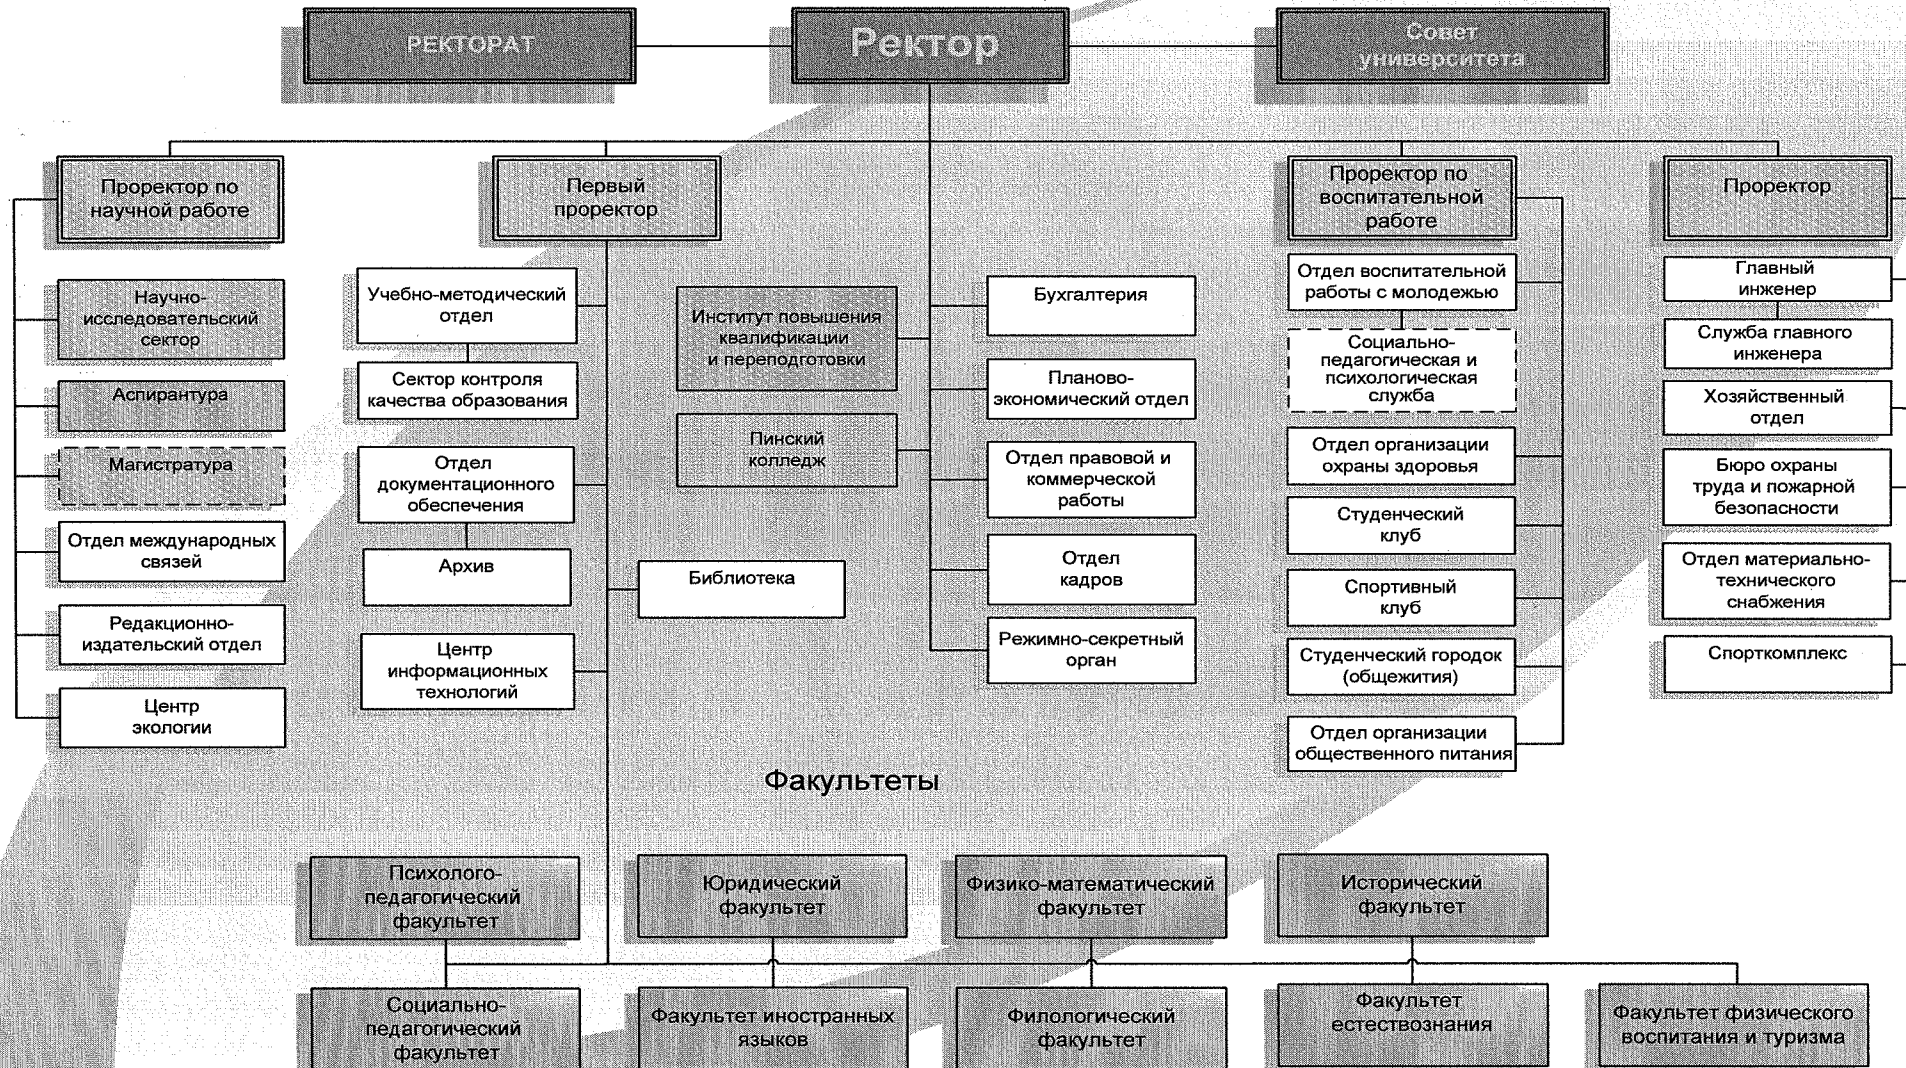 РЕКТОРАТ
Ректор
Совет
университета
Проректор по
научной работе
Первый
проректор
Проректор по
воспитательной
работе
Проректор
Научно-
исследовательский
сектор
Аспирантура
Магистратура
Отдел международных
связей
Редакционно-
издательский отдел
Центр
экологии
Учебно-методический
отдел
Сектор контроля
качества образования
Отдел
документационного
обеспечения
Архив
Центр
информационных
технологий
Библиотека
Институт повышения
квалификации
и переподготовки
Пинский
колледж
Бухгалтерия
Планово-
экономический отдел
Отдел правовой и
коммерческой
работы
Отдел
кадров
Режимно-секретный
орган
Отдел воспитательной
работы с молодежью
Социально-
педагогическая и
психологическая
служба
Отдел организации
охраны здоровья
Студенческий
клуб
Спортивный
клуб
Студенческий городок
(общежития)
Отдел организации
общественного питания
Главный
инженер
Служба главного
инженера
Хозяйственный
отдел
Бюро охраны
труда и пожарной
безопасности
Отдел материально-
технического
снабжения
Спорткомплекс
Факультеты
Психолого-
педагогический
факультет
Юридический
факультет
Физико-математический
факультет
Исторический
факультет
Социально-
педагогический
факультет
Факультет иностранных
языков
Филологический
факультет
Факультет
естествознания
Факультет физического
воспитания и туризма